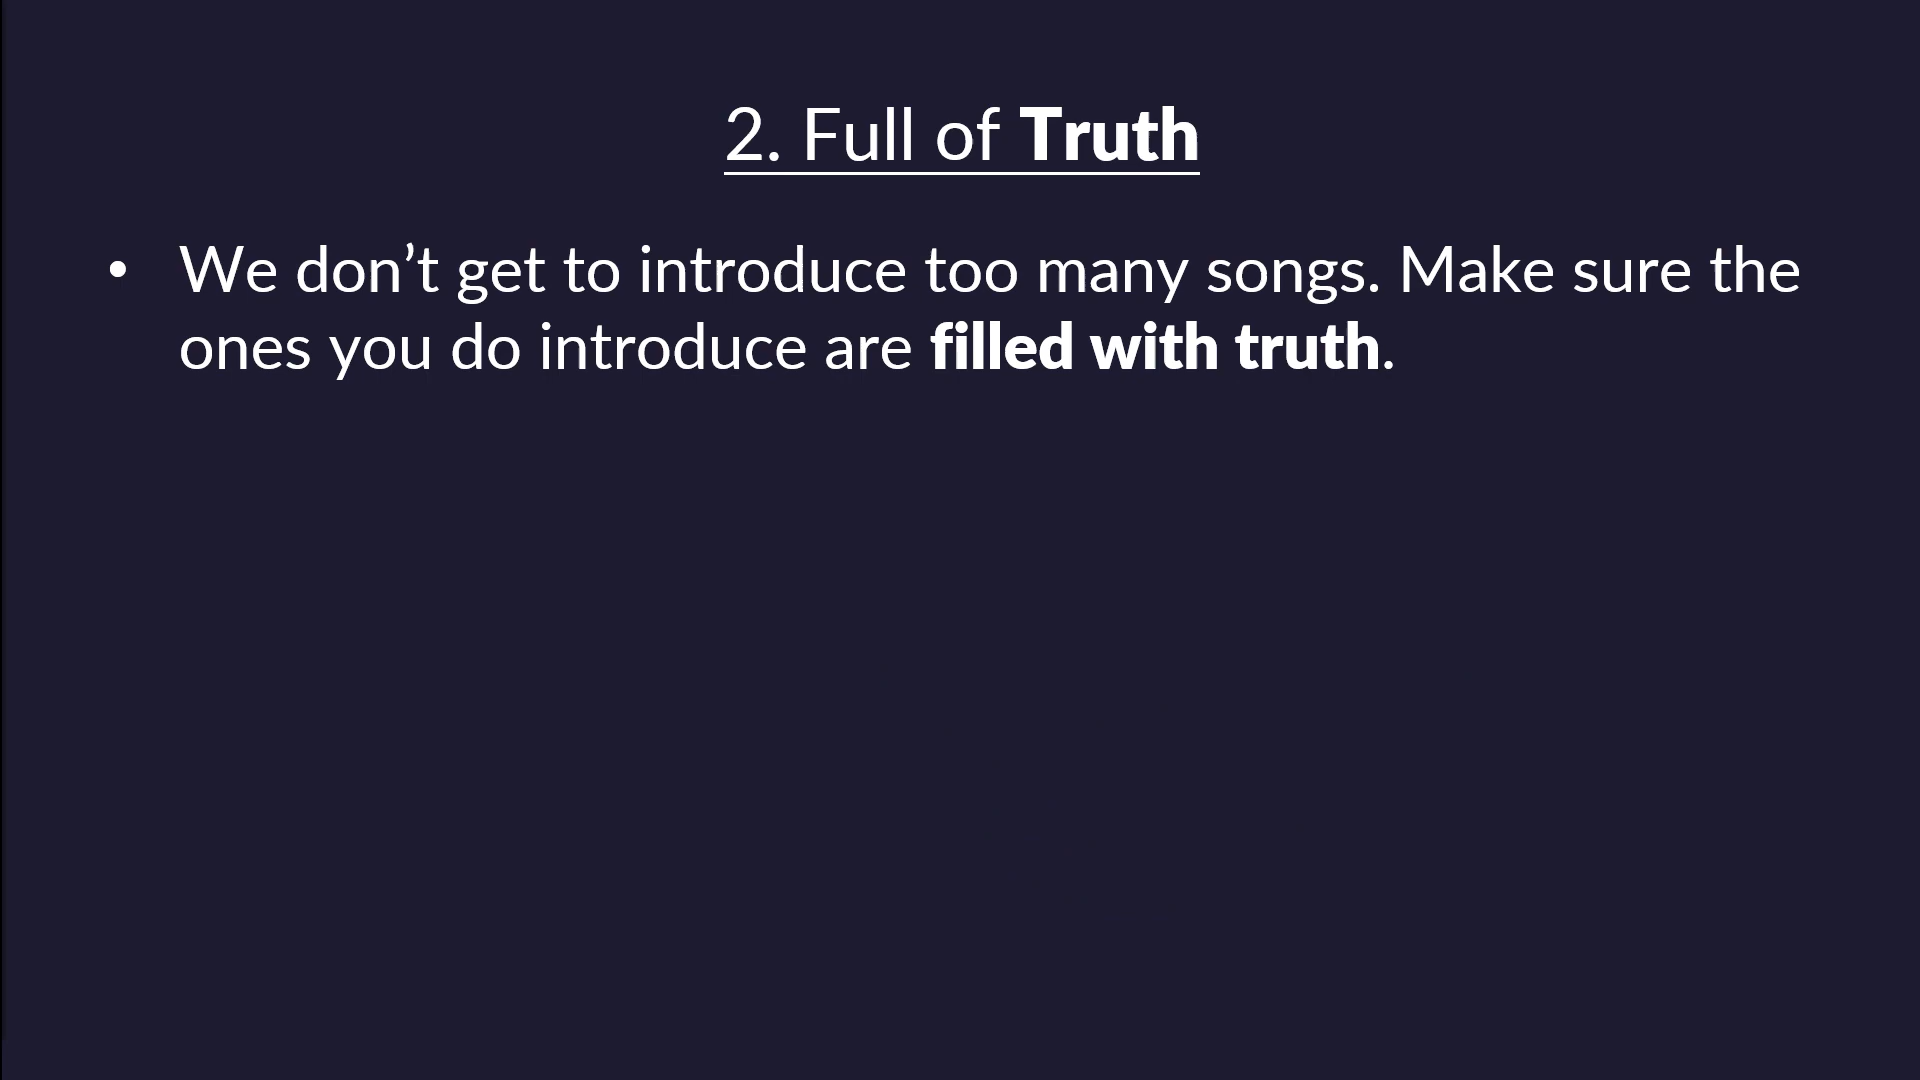 2. Full of Truth
• We don’t get to introduce too many songs. Make sure the
ones you do introduce are filled with truth.